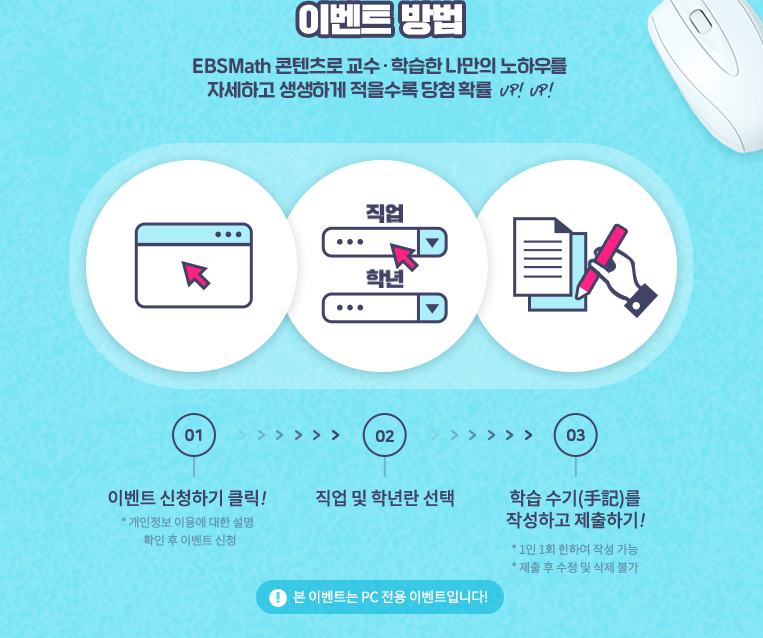 이벤트 방법
EBSMath 콘텐츠로 교수·학습한 나만의 노하우를
자세하고 생생하게 적을수록 당첨 확률 UP! UP!
직업
학년
01
02
03
이벤트 신청하기 클릭!
* 개인정보 이용에 대한 설명
확인 후 이벤트 신청
직업 및 학년란 선택
학습 수기(手記)를
작성하고 제출하기!
* 1인 1회 한하여 작성 가능
* 제출 후 수정 및 삭제 불가
! 본 이벤트는 PC 전용 이벤트입니다!